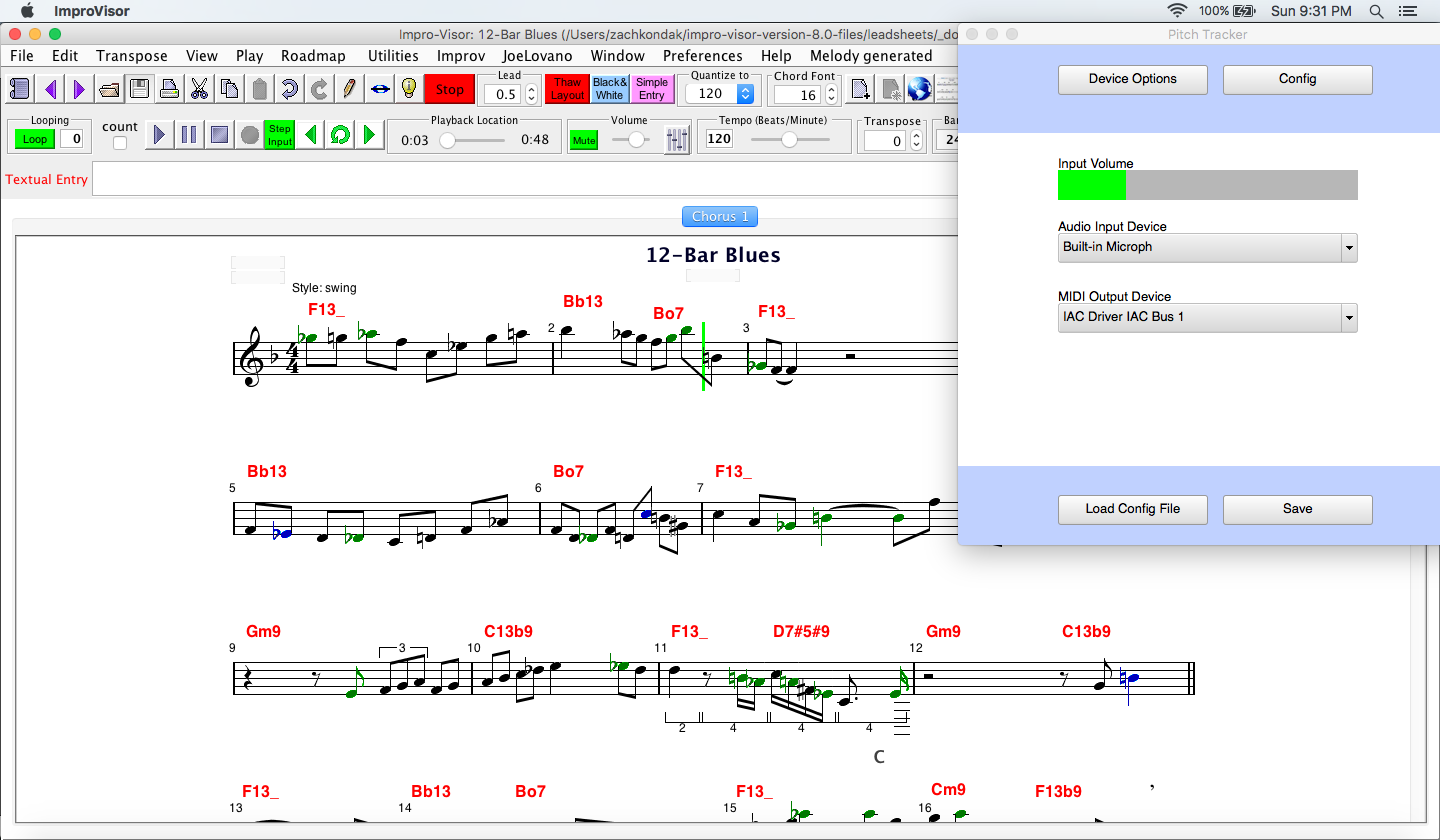 ImproVisor 100% Sun 9:31 PM
Impro-Visor: 12-Bar Blues (/Users/zachkondak/impro-visor-version-8.0-files/leadsheets/_do
Pitch Tracker
File Edit Transpose View Play Roadmap Utilities Improv JoeLovano Window Preferences Help Melody generated
Stop
Lead
0.5
Thaw
Layout
Black&
White
Simple
Entry
Quantize to
120
Chord Font
16
Looping
Loop 0
count
Step
Input
Playback Location
0:03 0:48
Mute
Volume
Tempo (Beats/Minute)
120
Transpose
0
Ba
24
Textual Entry
Chorus 1
12-Bar Blues
Style: swing
F13_ Bb13 Bo7 F13_
2 3
4
4
Bb13 Bo7 F13_
5 6 7
Gm9 C13b9 F13_ D7#5#9 Gm9 C13b9
9 3 10 11 12
2 4 4 4
C
F13_ Bb13 Bo7 F13_ Cm9 F13b9 ,
13 14 15 16
Device Options Config
Input Volume
Audio Input Device
Built-in Microph
MIDI Output Device
IAC Driver IAC Bus 1
Load Config File Save